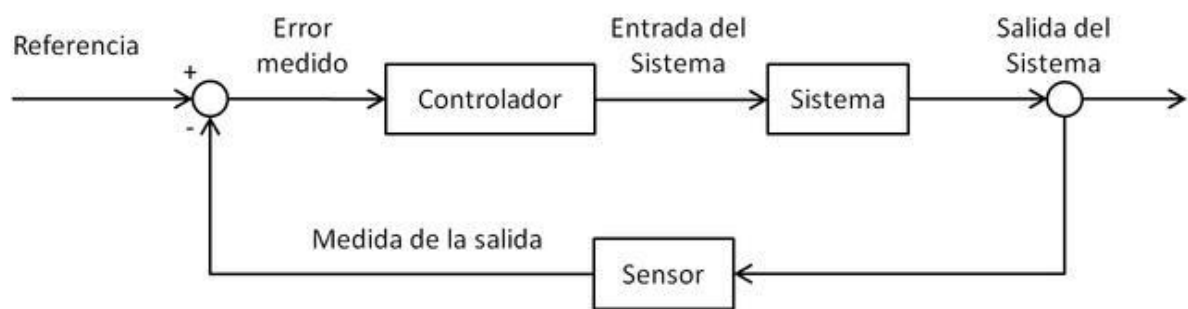 Referencia
+
-
Error
medido
Controlador
Entrada del
Sistema
Sistema
Salida del
Sistema
Medida de la salida
Sensor